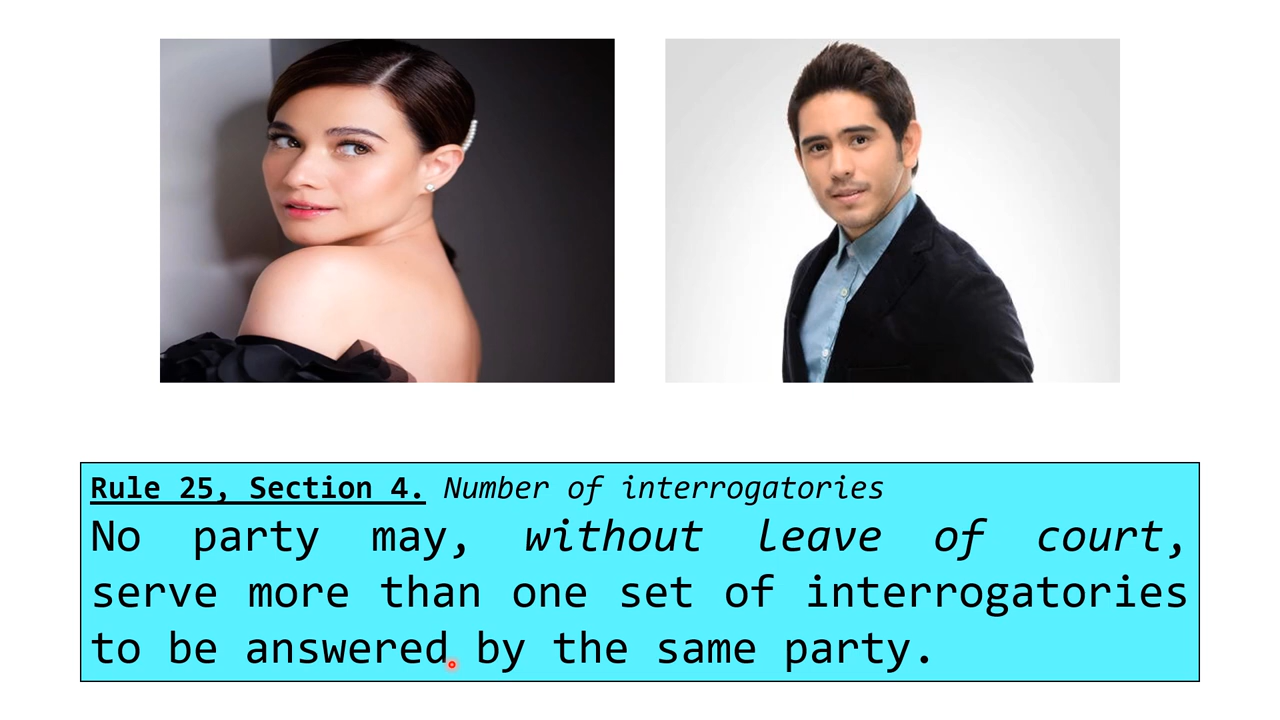 Rule 25, Section 4. Number of interrogatories
No party may, without leave of court,
serve more than one set of interrogatories
to be answered by the same party.